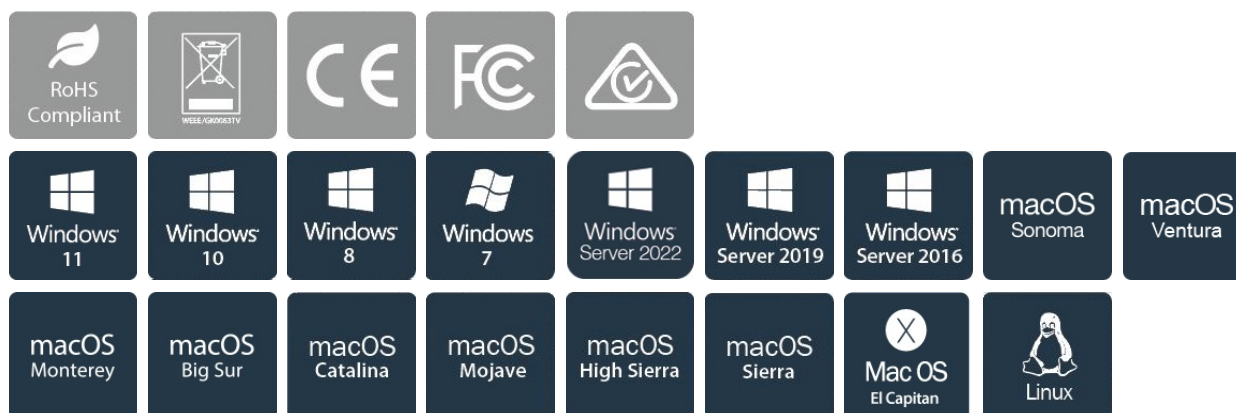 RoHS
Compliant
WEEE/GK0063TV
CE
FC
Windows
11
Windows
10
Windows
8
Windows
7
Windows
Server 2022
Windows
Server 2019
Windows
Server 2016
macOS
Sonoma
macOS
Ventura
macOS
Monterey
macOS
Big Sur
macOS
Catalina
macOS
Mojave
macOS
High Sierra
macOS
Sierra
X
Mac OS
El Capitan
Linux